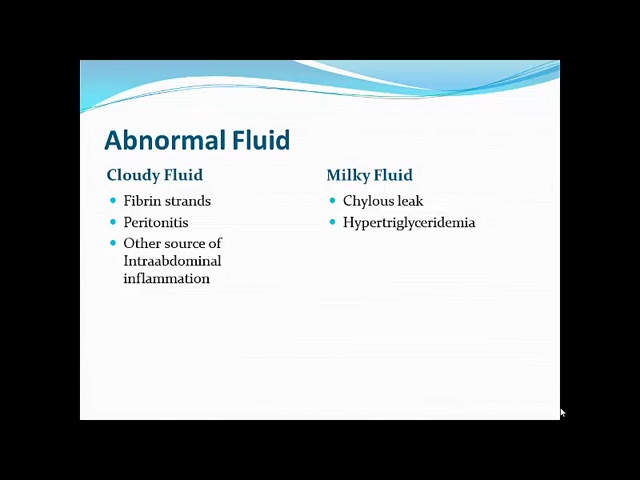 Abnormal Fluid
Cloudy Fluid
• Fibrin strands
• Peritonitis
• Other source of
Intraabdominal
inflammation
Milky Fluid
• Chylous leak
• Hypertriglyceridemia